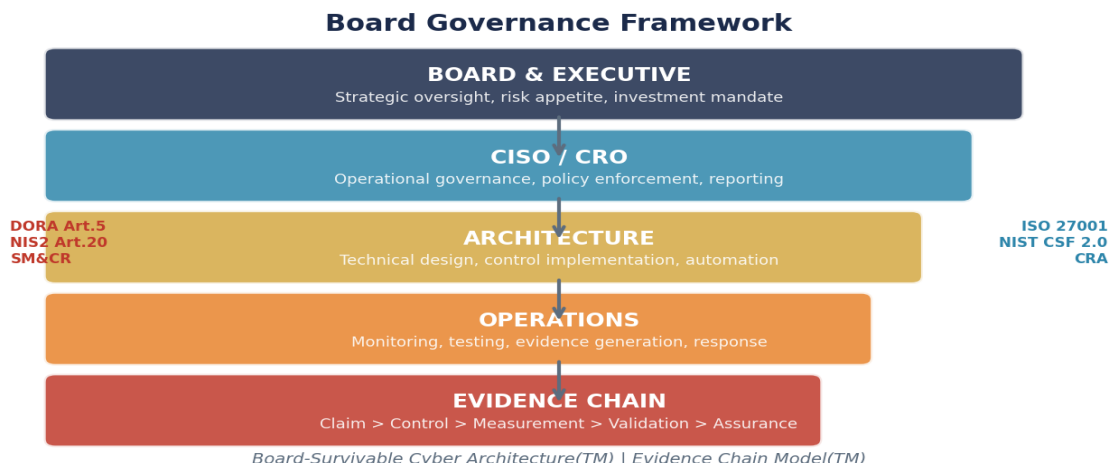 Board Governance Framework
BOARD & EXECUTIVE
Strategic oversight, risk appetite, investment mandate
CISO / CRO
Operational governance, policy enforcement, reporting
DORA Art.5
NIS2 Art.20
SM&CR
ARCHITECTURE
Technical design, control implementation, automation
ISO 27001
NIST CSF 2.0
CRA
OPERATIONS
Monitoring, testing, evidence generation, response
EVIDENCE CHAIN
Claim > Control > Measurement > Validation > Assurance
Board-Survivable Cyber Architecture(TM) | Evidence Chain Model(TM)